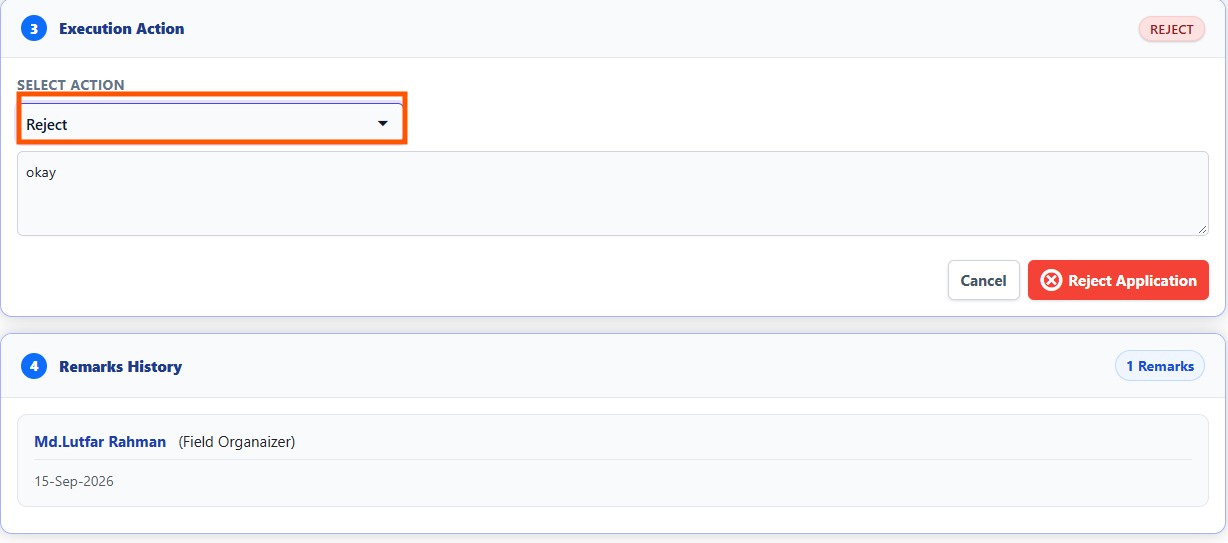 3 Execution Action REJECT
SELECT ACTION
Reject
okay
Cancel Reject Application
4 Remarks History 1 Remarks
Md.Lutfar Rahman (Field Organaizer)
15-Sep-2026